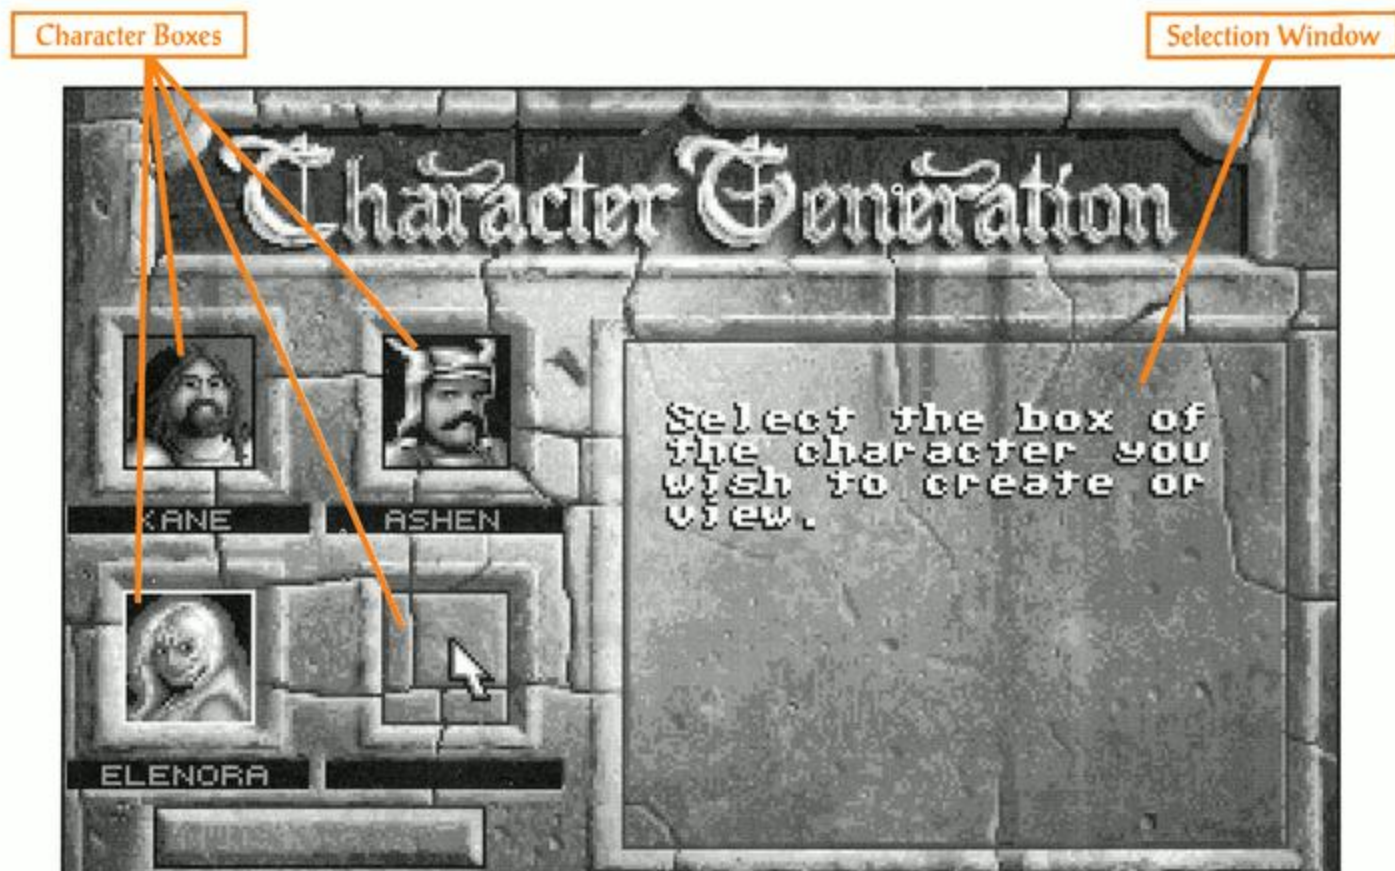 Character Boxes
Selection Window
Character Generation
Select the box of
the character you
wish to create or
view.
KANE
ASHEN
ELENORA